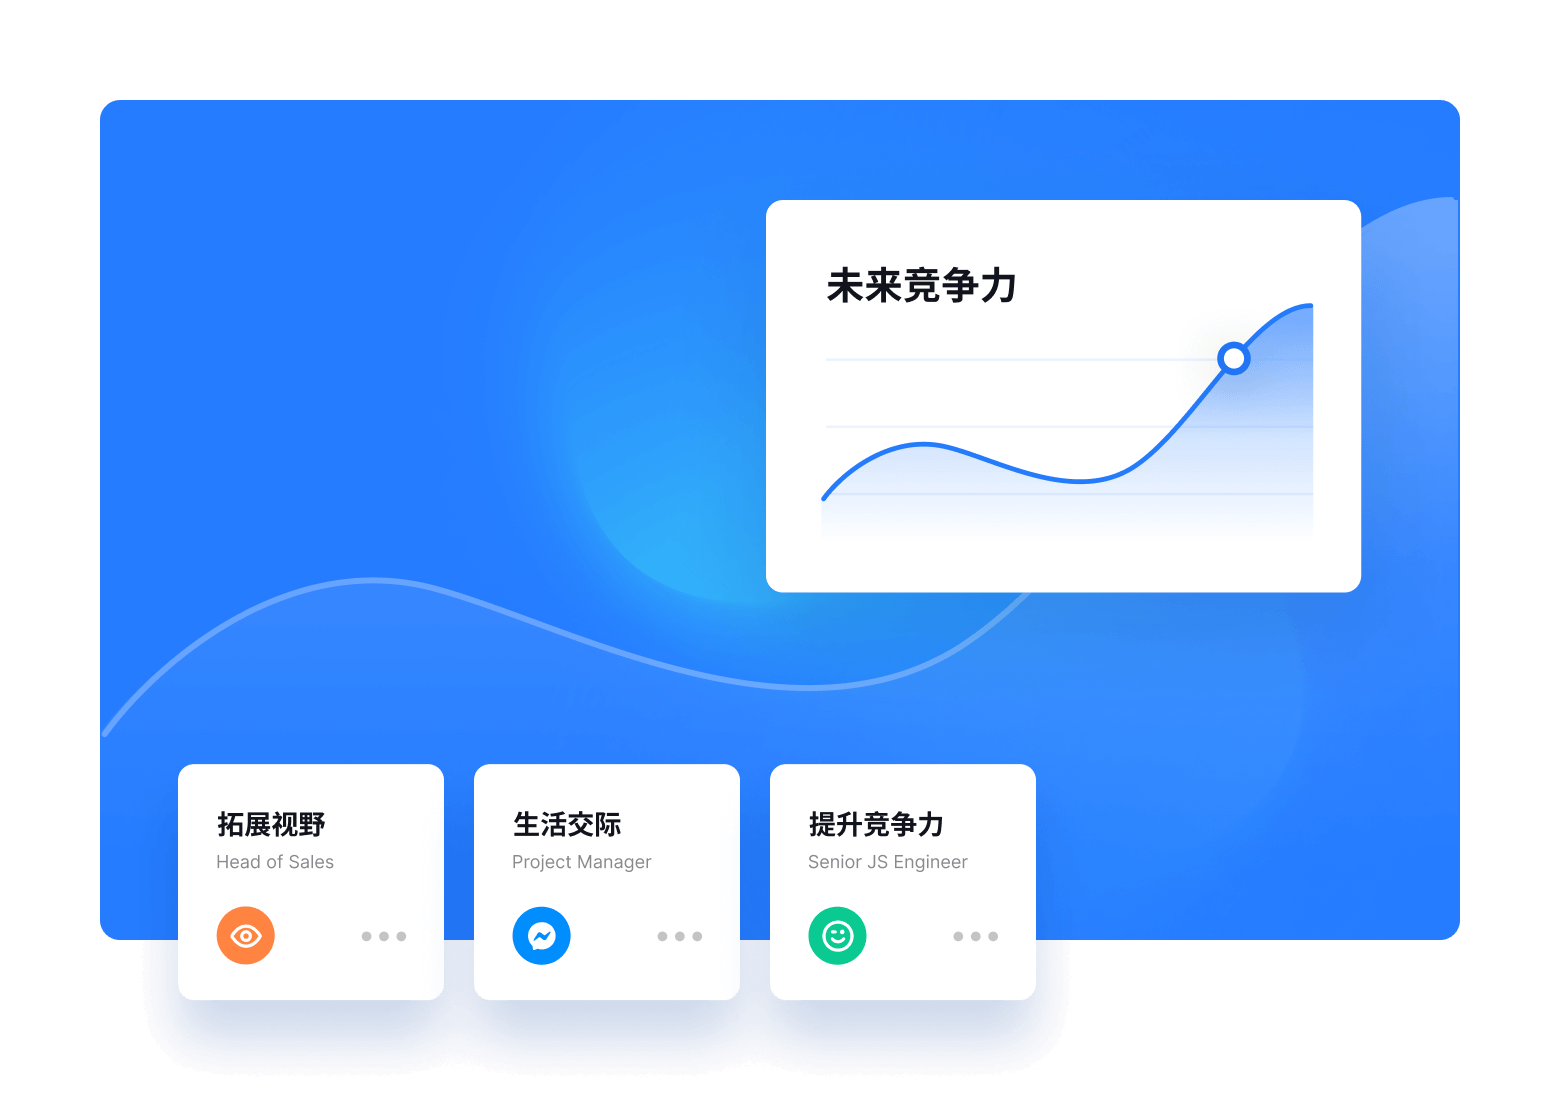 未来竞争力
拓展视野
Head of Sales
生活交际
Project Manager
提升竞争力
Senior JS Engineer